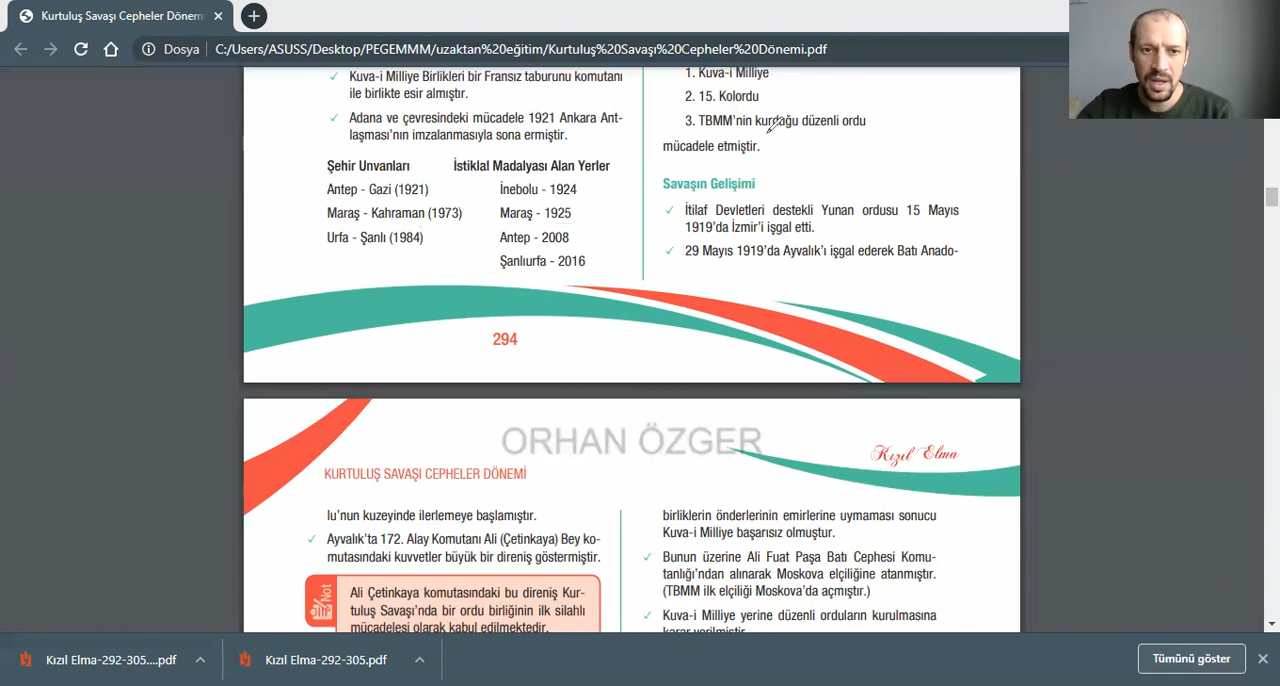 Kurtuluş Savaşı Cepheler Dönem
Dosya
C:/Users/ASUSS/Desktop/PEGEMMM/uzaktan%20eğitim/Kurtuluş%20Savaşı%20Cepheler%20Dönemi.pdf
Kuva-i Milliye Birlikleri bir Fransız taburunu komutanı
ile birlikte esir almıştır.
Adana ve çevresindeki mücadele 1921 Ankara Ant-
laşması'nın imzalanmasıyla sona ermiştir.
Şehir Unvanları
İstiklal Madalyası Alan Yerler
Antep - Gazi (1921)
İnebolu - 1924
Maraş - Kahraman (1973)
Maraş - 1925
Urfa - Şanlı (1984)
Antep - 2008
Şanlıurfa - 2016
1. Kuva-i Milliye
2. 15. Kolordu
3. TBMM'nin kurduğu düzenli ordu
mücadele etmiştir.
Savaşın Gelişimi
İtilaf Devletleri destekli Yunan ordusu 15 Mayıs
1919'da İzmir'i işgal etti.
29 Mayıs 1919'da Ayvalık'ı işgal ederek Batı Anado-
294
ORHAN ÖZGER
Kızıl Elma
KURTULUŞ SAVAŞI CEPHELER DÖNEMİ
lu'nun kuzeyinde ilerlemeye başlamıştır.
Ayvalık'ta 172. Alay Komutanı Ali (Çetinkaya) Bey ko-
mutasındaki kuvvetler büyük bir direniş göstermiştir.
Not
Ali Çetinkaya komutasındaki bu direniş Kur-
tuluş Savaşı'nda bir ordu birliğinin ilk silahlı
mücadelesi olarak kabul edilmektedir.
birliklerin önderlerinin emirlerine uymaması sonucu
Kuva-i Milliye başarısız olmuştur.
Bunun üzerine Ali Fuat Paşa Batı Cephesi Komu-
tanlığı'ndan alınarak Moskova elçiliğine atanmıştır.
(TBMM ilk elçiliği Moskova'da açmıştır.)
Kuva-i Milliye yerine düzenli orduların kurulmasına
karar verilmiştir.
Kızıl Elma-292-305....pdf
Kızıl Elma-292-305.pdf
Tümünü göster